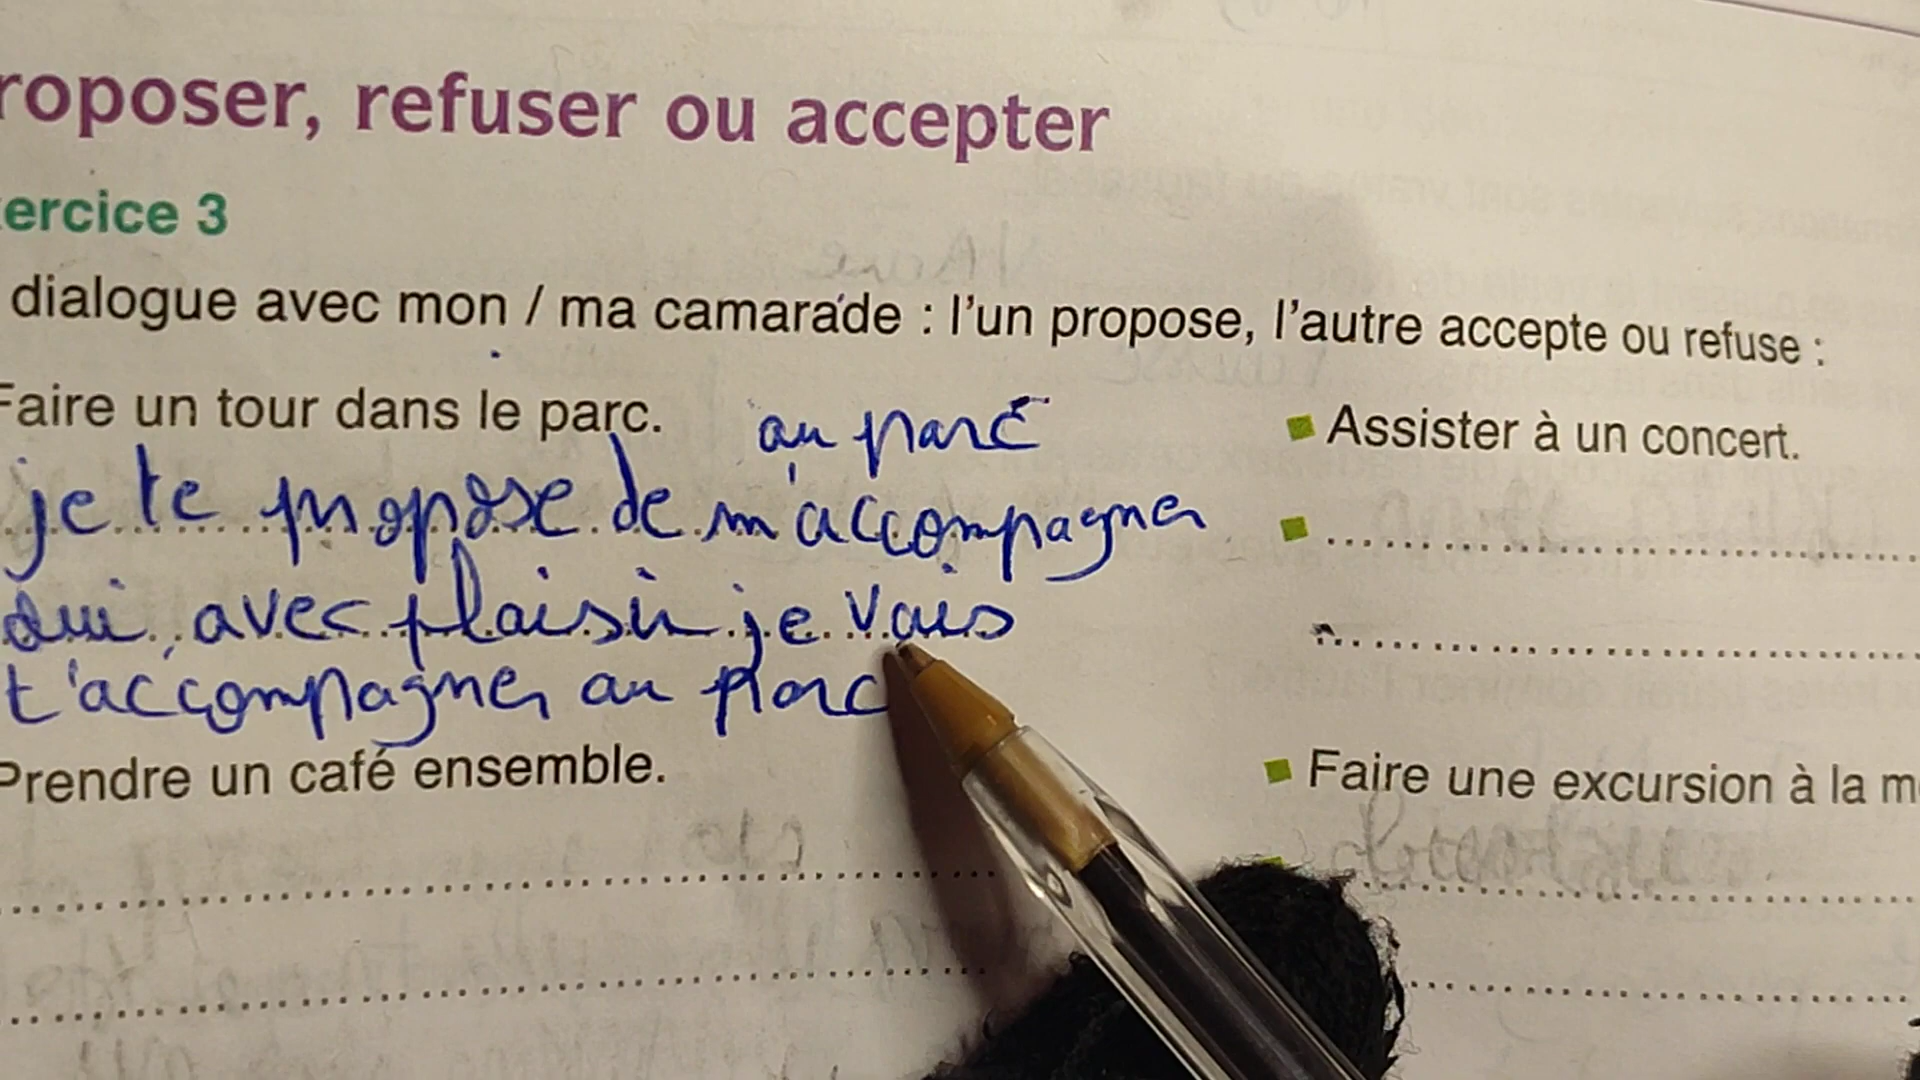 roposer, refuser ou accepter
ercice 3
dialogue avec mon / ma camarade : l'un propose, l'autre accepte ou refuse :
Faire un tour dans le parc.
au parc
je te propose de m'accompagner
oui, avec plaisir je vais
t'accompagner au parc
Prendre un café ensemble.
Assister à un concert.
Faire une excursion à la m